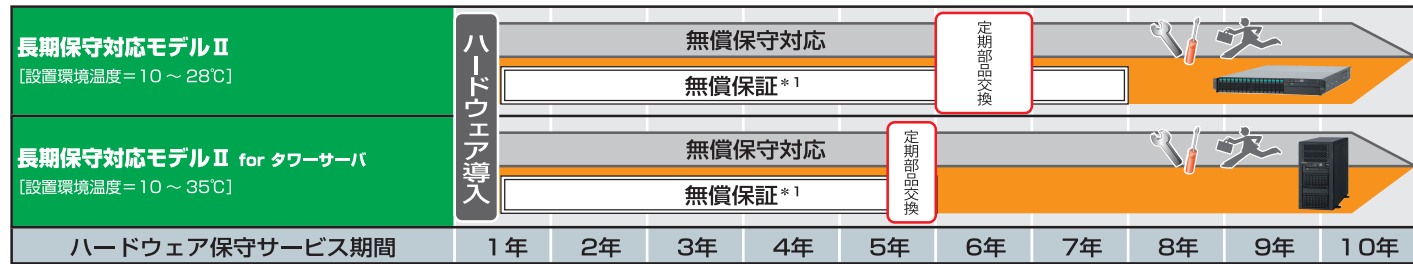 長期保守対応モデルⅡ
[設置環境温度=10～28℃]
ハードウェア導入
無償保守対応
無償保証*1
定期部品交換
長期保守対応モデルⅡ for タワーサーバ
[設置環境温度=10～35℃]
無償保守対応
無償保証*1
定期部品交換
ハードウェア保守サービス期間 1年 2年 3年 4年 5年 6年 7年 8年 9年 10年